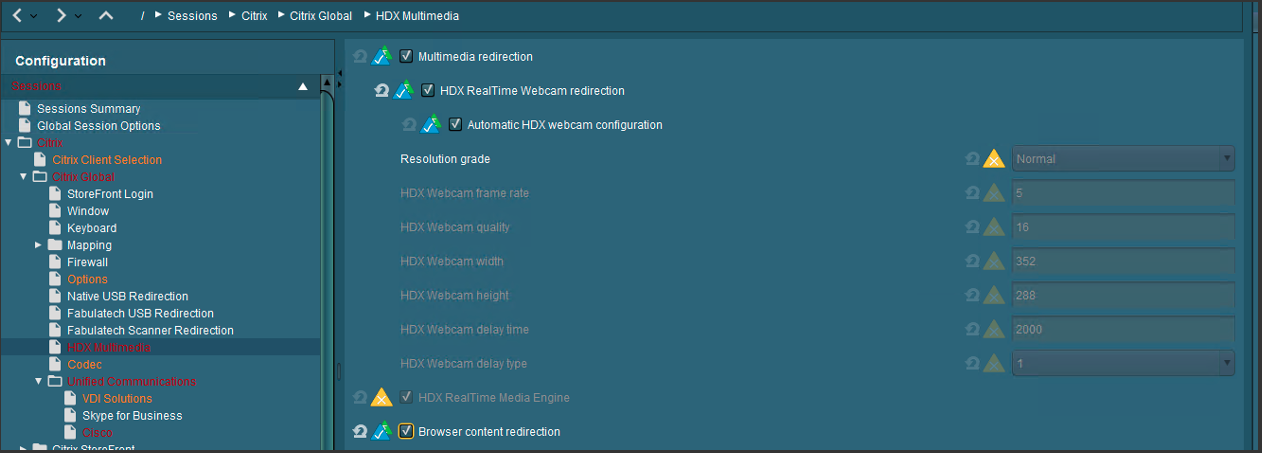 / Sessions Citrix Citrix Global HDX Multimedia
Configuration
Sessions
Sessions Summary
Global Session Options
Citrix
Citrix Client Selection
Citrix Global
StoreFront Login
Window
Keyboard
Mapping
Firewall
Options
Native USB Redirection
Fabulatech USB Redirection
Fabulatech Scanner Redirection
HDX Multimedia
Codec
Unified Communications
VDI Solutions
Skype for Business
Cisco
Citrix StoreFront
Multimedia redirection
HDX RealTime Webcam redirection
Automatic HDX webcam configuration
Resolution grade Normal
HDX Webcam frame rate 5
HDX Webcam quality 16
HDX Webcam width 352
HDX Webcam height 288
HDX Webcam delay time 2000
HDX Webcam delay type 1
HDX RealTime Media Engine
Browser content redirection